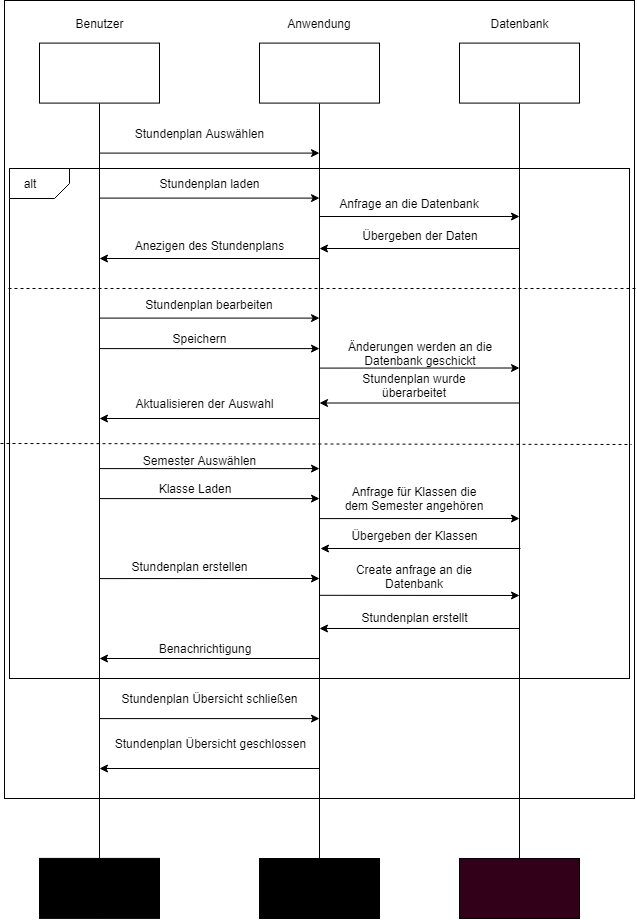 Benutzer
Anwendung
Datenbank
Stundenplan Auswählen
alt
Stundenplan laden
Anfrage an die Datenbank
Übergeben der Daten
Anezigen des Stundenplans
Stundenplan bearbeiten
Speichern
Änderungen werden an die
Datenbank geschickt
Stundenplan wurde
überarbeitet
Aktualisieren der Auswahl
Semester Auswählen
Klasse Laden
Anfrage für Klassen die
dem Semester angehören
Übergeben der Klassen
Stundenplan erstellen
Create anfrage an die
Datenbank
Stundenplan erstellt
Benachrichtigung
Stundenplan Übersicht schließen
Stundenplan Übersicht geschlossen